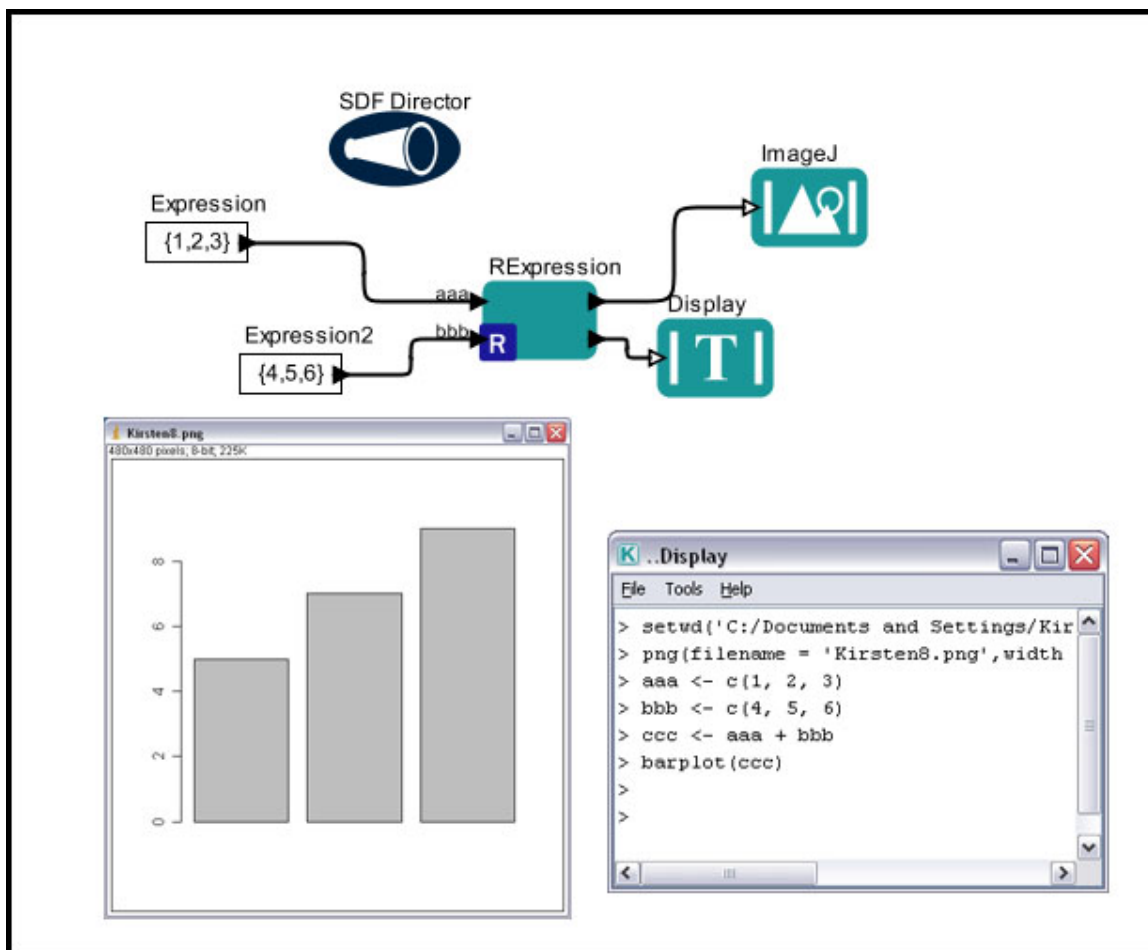 SDF Director
ImageJ
Expression
{1,2,3}
RExpression
aaa
Display
Expression2
bbb
R
{4,5,6}
T
Kirsten8.png
480x480 pixels; 8-bit; 225K
8
6
4
2
0
..Display
File Tools Help
> setwd('C:/Documents and Settings/Kir
> png(filename = 'Kirsten8.png',width
> aaa <- c(1, 2, 3)
> bbb <- c(4, 5, 6)
> ccc <- aaa + bbb
> barplot(ccc)
>
>